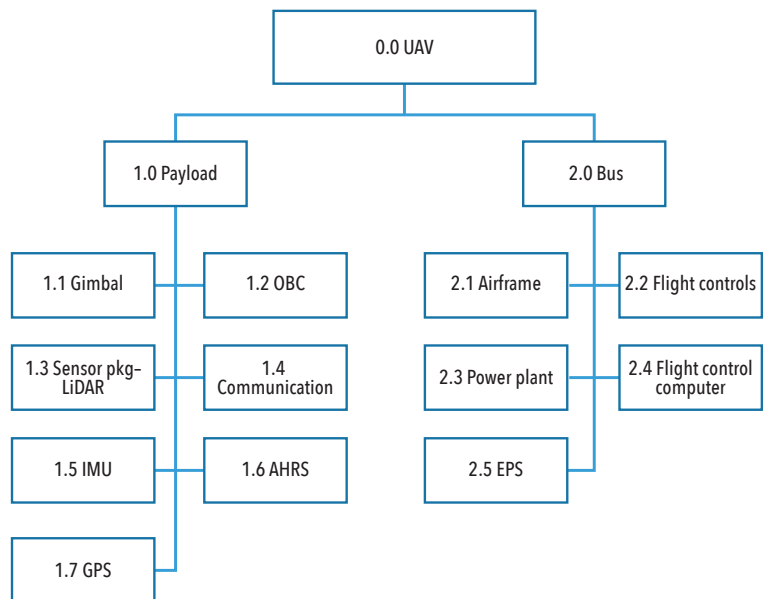 0.0 UAV
1.0 Payload
2.0 Bus
1.1 Gimbal
1.2 OBC
2.1 Airframe
2.2 Flight controls
1.3 Sensor pkg–
LiDAR
1.4
Communication
2.3 Power plant
2.4 Flight control
computer
1.5 IMU
1.6 AHRS
2.5 EPS
1.7 GPS